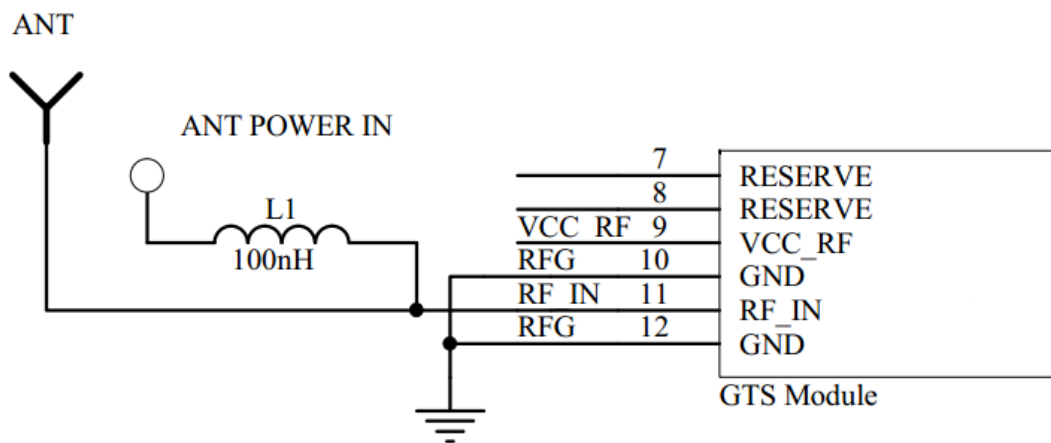 ANT
ANT POWER IN
L1
100nH
7 RESERVE
8 RESERVE
VCC_RF 9 VCC_RF
RFG 10 GND
RF_IN 11 RF_IN
RFG 12 GND
GTS Module